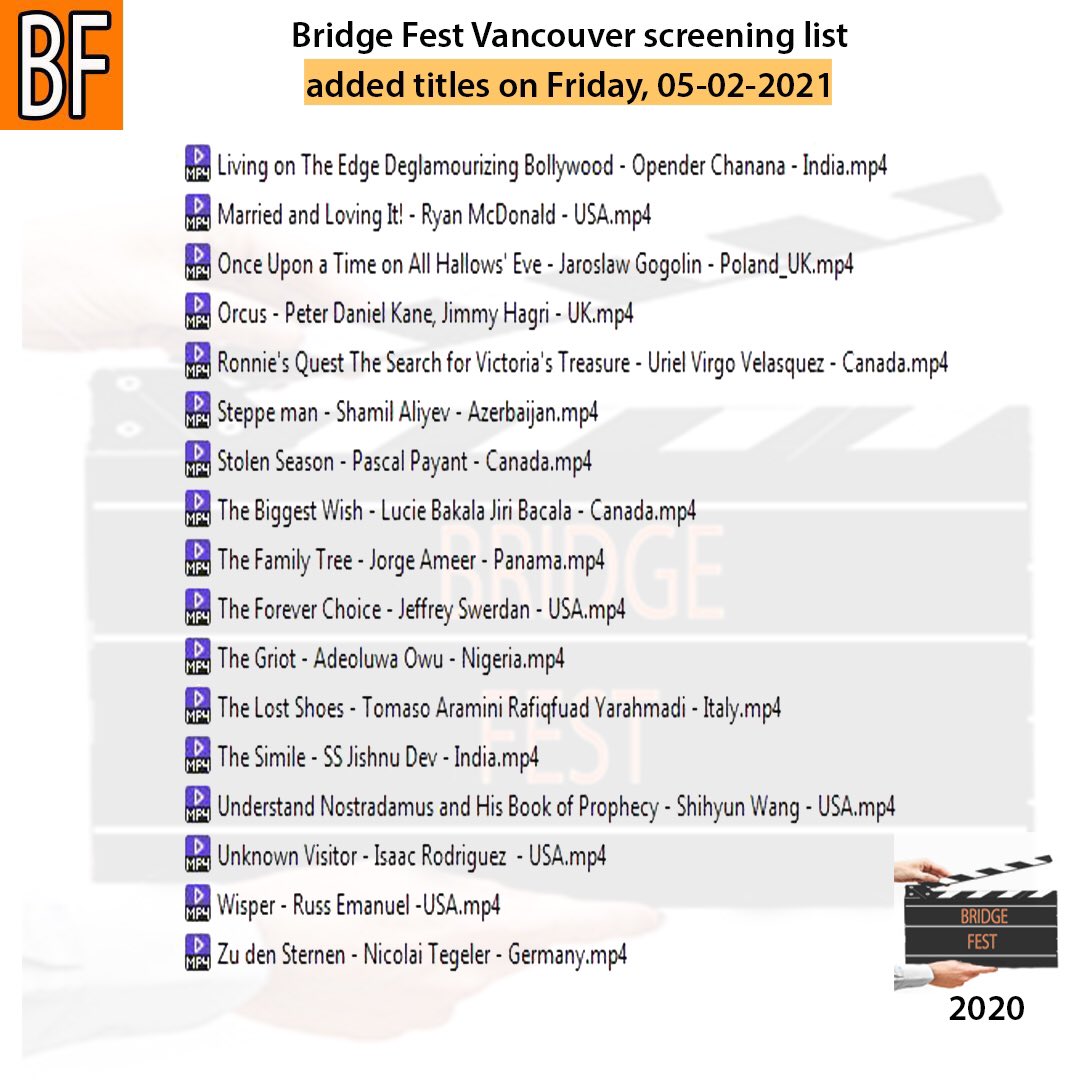 BF
Bridge Fest Vancouver screening list
added titles on Friday, 05-02-2021
MP4 Living on The Edge Deglamourizing Bollywood - Opender Chanana - India.mp4
MP4 Married and Loving It! - Ryan McDonald - USA.mp4
MP4 Once Upon a Time on All Hallows' Eve - Jaroslaw Gogolin - Poland_UK.mp4
MP4 Orcus - Peter Daniel Kane, Jimmy Hagri - UK.mp4
MP4 Ronnie's Quest The Search for Victoria's Treasure - Uriel Virgo Velasquez - Canada.mp4
MP4 Steppe man - Shamil Aliyev - Azerbaijan.mp4
MP4 Stolen Season - Pascal Payant - Canada.mp4
MP4 The Biggest Wish - Lucie Bakala Jiri Bacala - Canada.mp4
MP4 The Family Tree - Jorge Ameer - Panama.mp4
MP4 The Forever Choice - Jeffrey Swerdan - USA.mp4
MP4 The Griot - Adeoluwa Owu - Nigeria.mp4
MP4 The Lost Shoes - Tomaso Aramini Rafiqfuad Yarahmadi - Italy.mp4
MP4 The Simile - SS Jishnu Dev - India.mp4
MP4 Understand Nostradamus and His Book of Prophecy - Shihyun Wang - USA.mp4
MP4 Unknown Visitor - Isaac Rodriguez  - USA.mp4
MP4 Wisper - Russ Emanuel -USA.mp4
MP4 Zu den Sternen - Nicolai Tegeler - Germany.mp4
BRIDGE
FEST
BRIDGE
FEST
2020